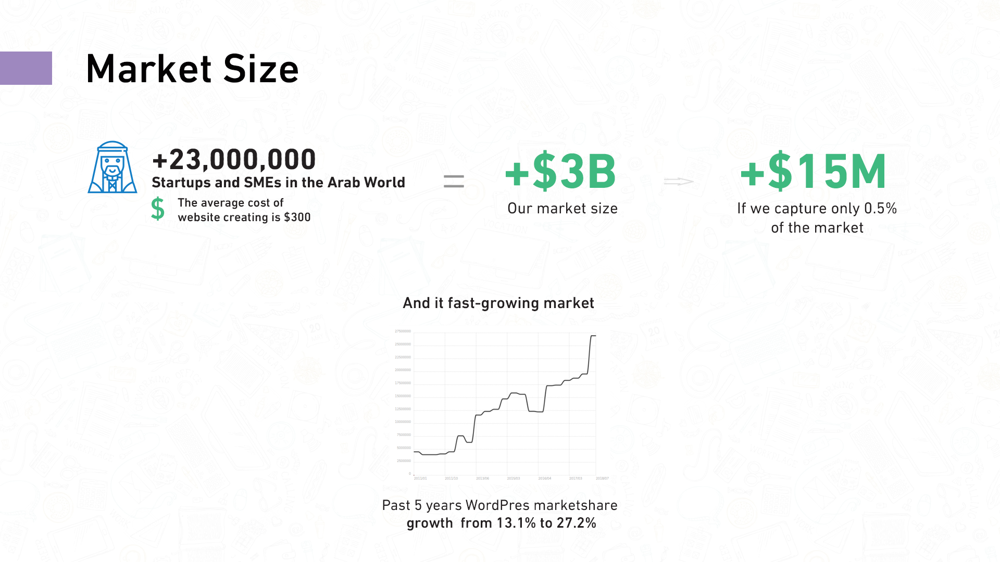 Market Size
+23,000,000
Startups and SMEs in the Arab World
$
The average cost of
website creating is $300
=
+$3B
Our market size
+$15M
If we capture only 0.5%
of the market
And it fast-growing market
27500000
25000000
22500000
20000000
17500000
15000000
12500000
10000000
7500000
5000000
2500000
0
2011/01 2011/10 2013/06 2015/03 2016/04 2017/03 2018/07
Past 5 years WordPres marketshare
growth from 13.1% to 27.2%